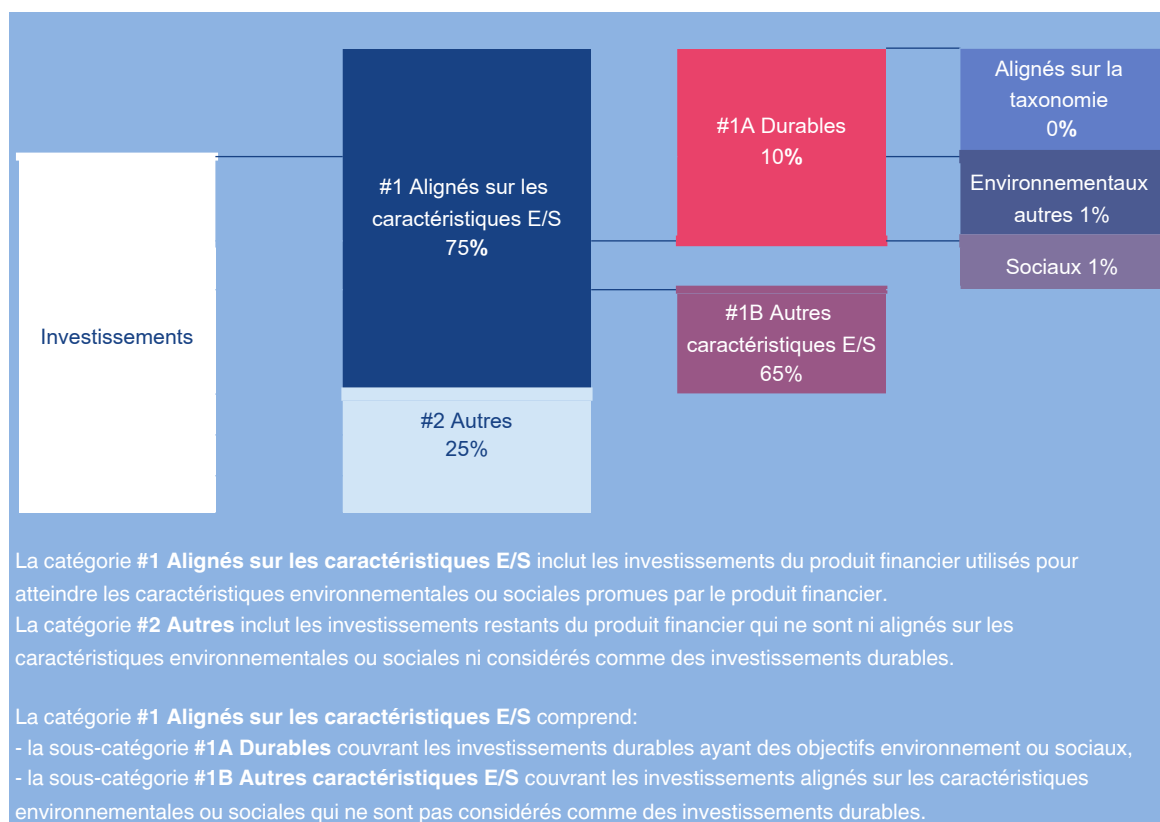 Investissements
#1 Alignés sur les
caractéristiques E/S
75%
#2 Autres
25%
#1A Durables
10%
#1B Autres
caractéristiques E/S
65%
Alignés sur la
taxonomie
0%
Environnementaux
autres 1%
Sociaux 1%
La catégorie #1 Alignés sur les caractéristiques E/S inclut les investissements du produit financier utilisés pour
atteindre les caractéristiques environnementales ou sociales promues par le produit financier.
La catégorie #2 Autres inclut les investissements restants du produit financier qui ne sont ni alignés sur les
caractéristiques environnementales ou sociales ni considérés comme des investissements durables.
La catégorie #1 Alignés sur les caractéristiques E/S comprend:
- la sous-catégorie #1A Durables couvrant les investissements durables ayant des objectifs environnement ou sociaux,
- la sous-catégorie #1B Autres caractéristiques E/S couvrant les investissements alignés sur les caractéristiques
environnementales ou sociales qui ne sont pas considérés comme des investissements durables.